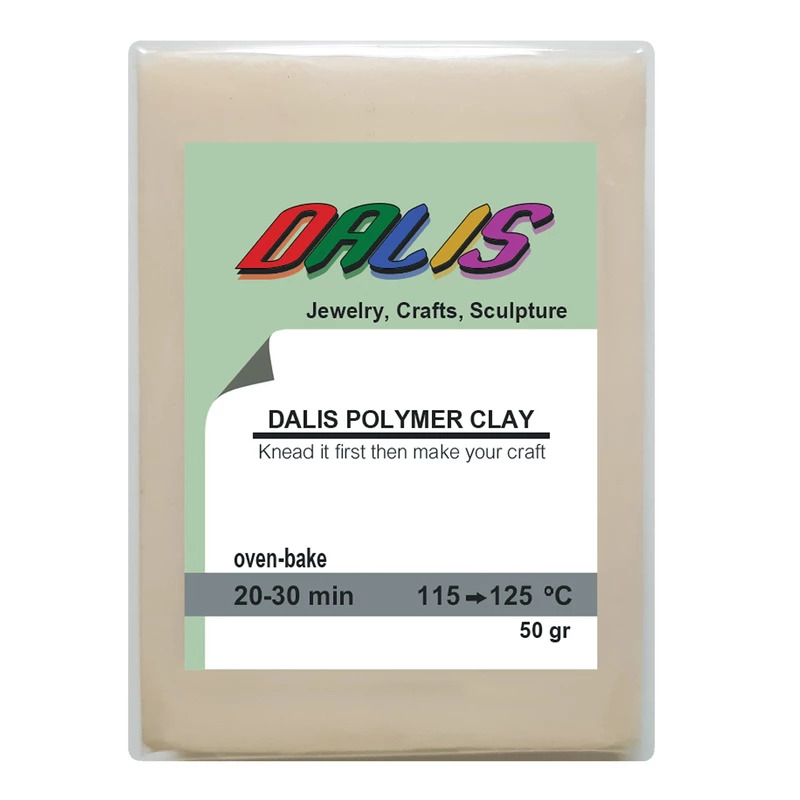 DALIS
Jewelry, Crafts, Sculpture
DALIS POLYMER CLAY
Knead it first then make your craft
oven-bake
20-30 min 115➡125 °C
50 gr